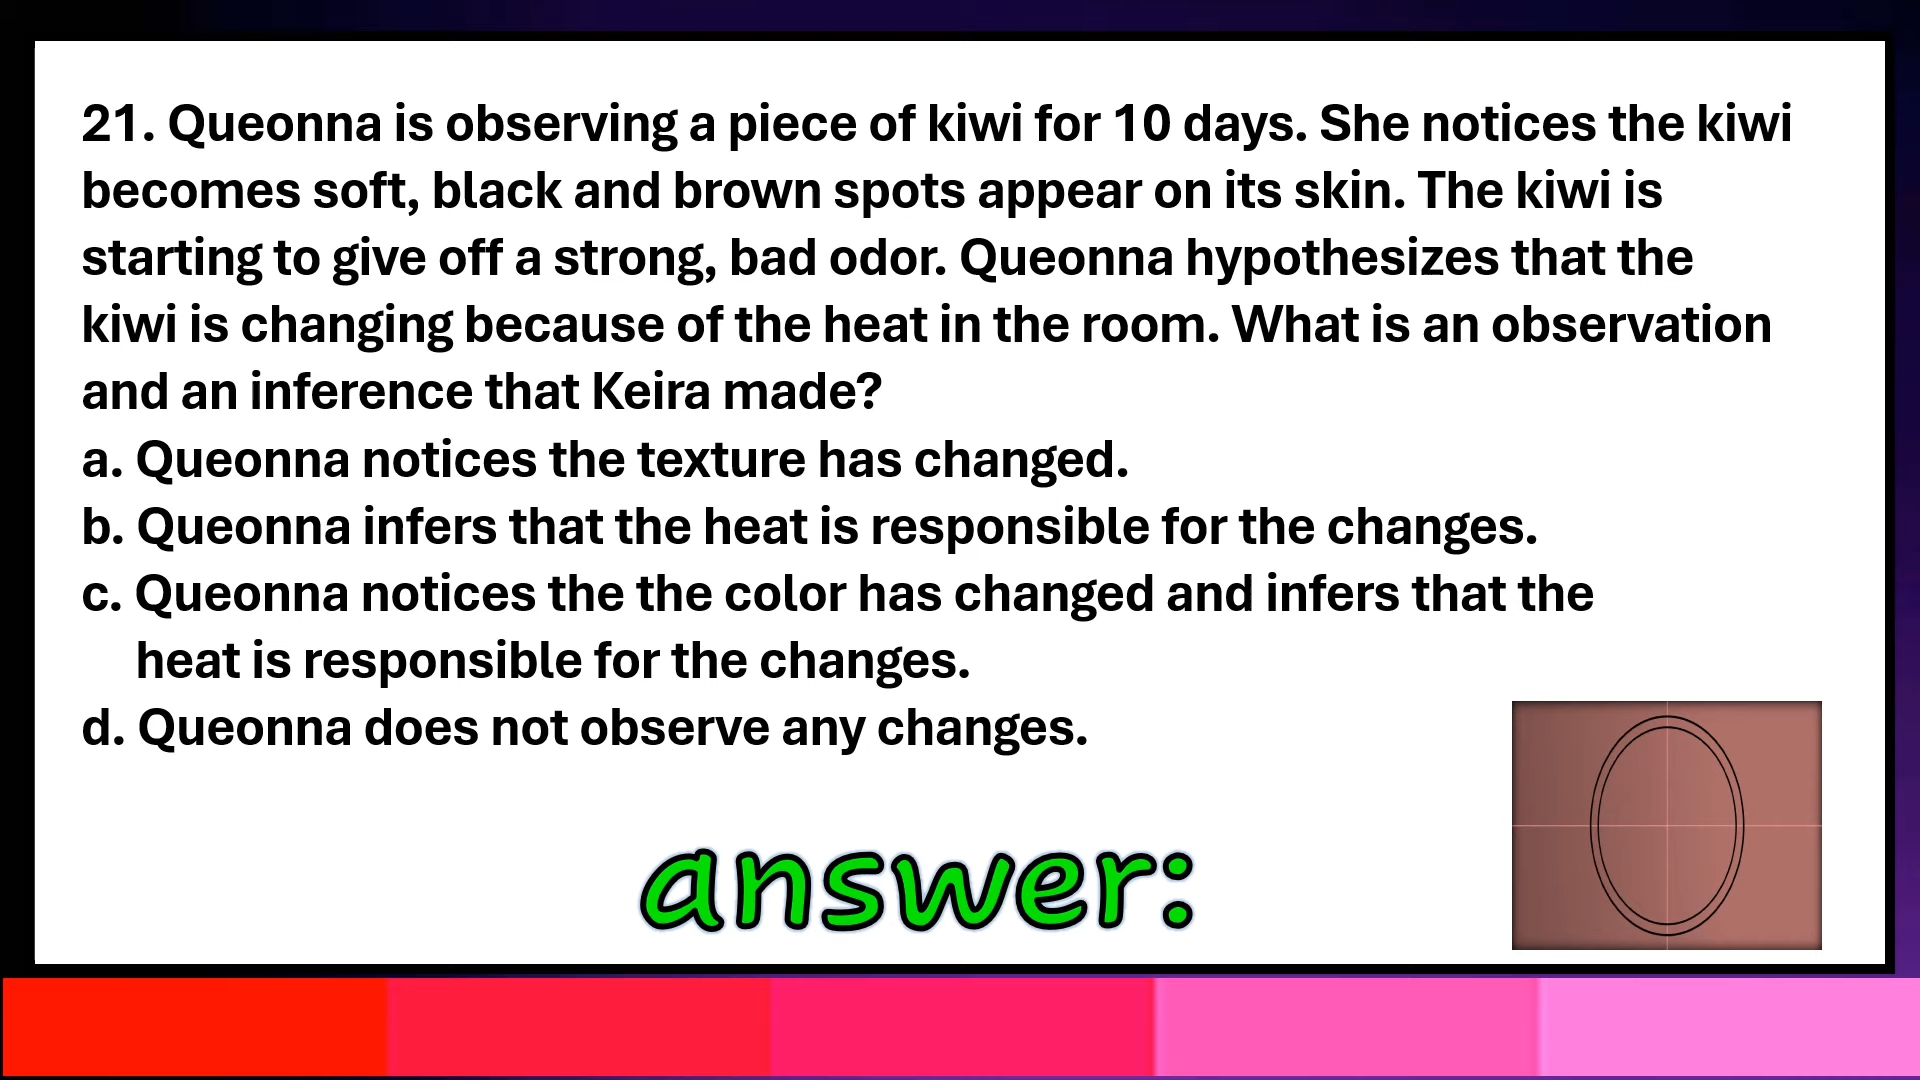 21. Queonna is observing a piece of kiwi for 10 days. She notices the kiwi
becomes soft, black and brown spots appear on its skin. The kiwi is
starting to give off a strong, bad odor. Queonna hypothesizes that the
kiwi is changing because of the heat in the room. What is an observation
and an inference that Keira made?
a. Queonna notices the texture has changed.
b. Queonna infers that the heat is responsible for the changes.
c. Queonna notices the the color has changed and infers that the
heat is responsible for the changes.
d. Queonna does not observe any changes.
answer: